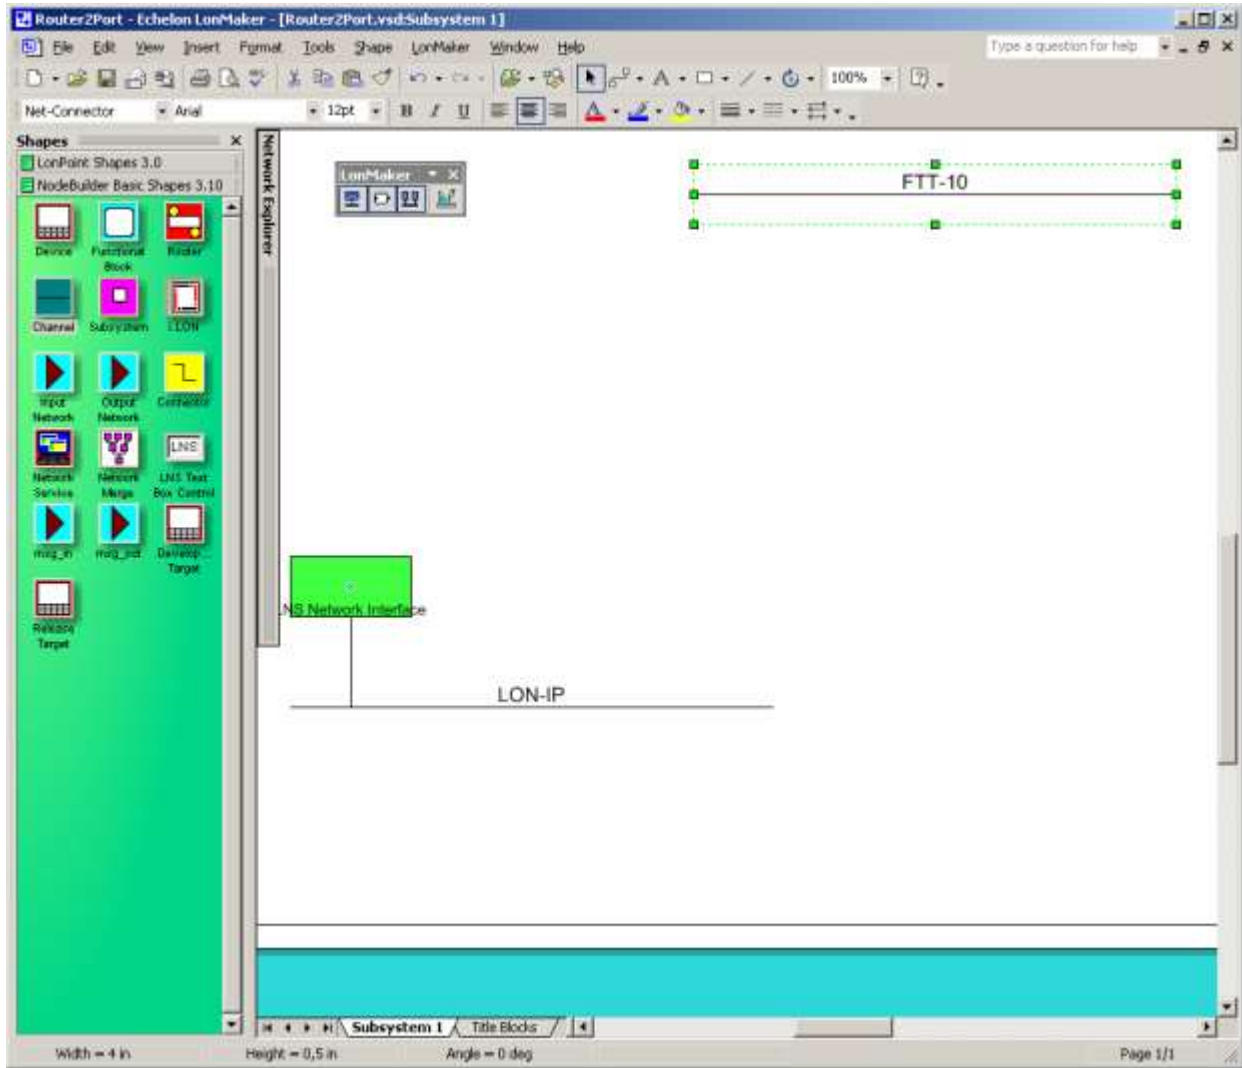 Router2Port - Echelon LonMaker - [Router2Port.vsd:Subsystem 1]
File Edit View Insert Format Tools Shape LonMaker Window Help Type a question for help
100%
Net-Connector Arial 12pt B I U
Shapes
LonPoint Shapes 3.0
NodeBuilder Basic Shapes 3.10
Device Functional Block Router
Channel Subsystem i.LON
Input Network Output Network Connector
Network Service Network Merge LNS Text Box Control
LNS
msg_in msg_out Develop... Target
Release Target
Network Explorer
LonMaker
FTT-10
LNS Network Interface
LON-IP
Subsystem 1 Title Blocks
Width = 4 in Height = 0,5 in Angle = 0 deg Page 1/1